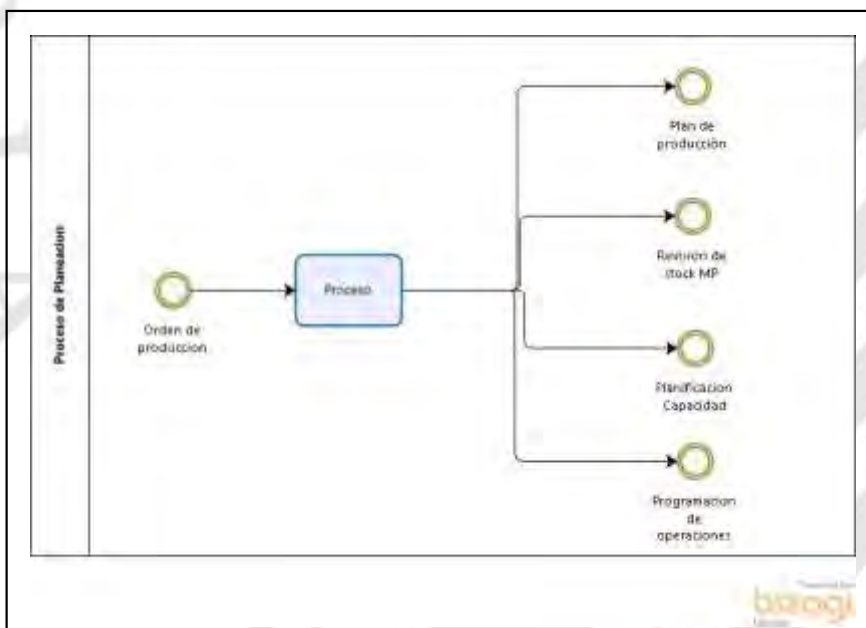 Proceso de Planeacion
Orden de
produccion
Proceso
Plan de
producción
Revisión de
stock MP
Planificacion
Capacidad
Programacion
de
operaciones
bizagi